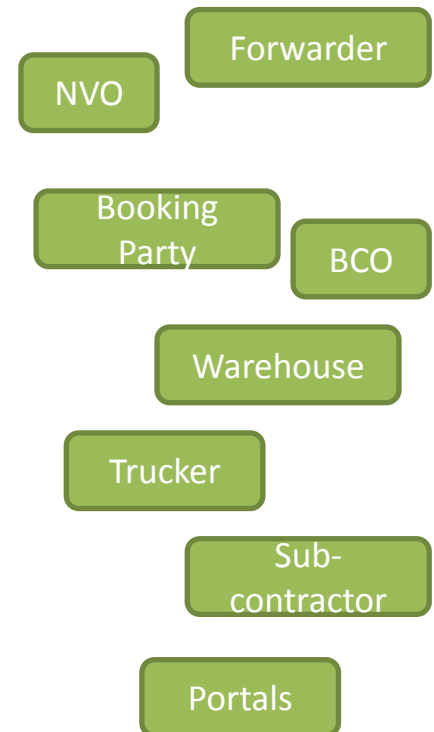 Forwarder
NVO
Booking
Party
BCO
Warehouse
Trucker
Sub-
contractor
Portals